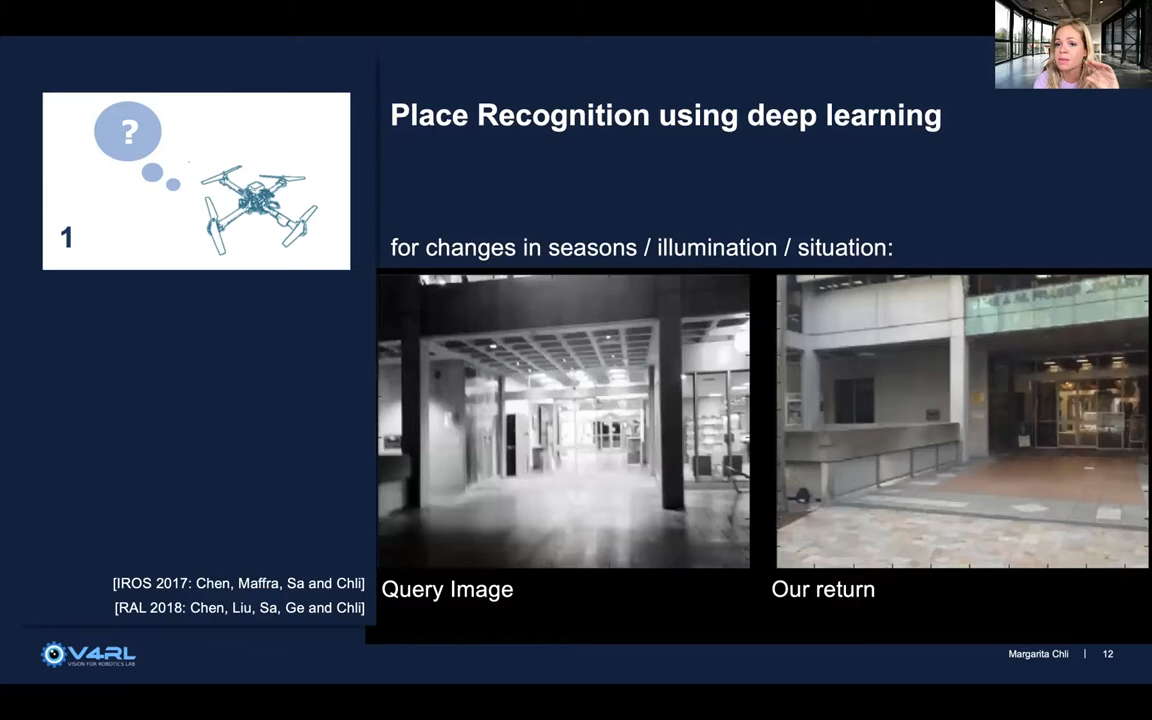 ?
1
Place Recognition using deep learning
for changes in seasons / illumination / situation:
Query Image
Our return
[IROS 2017: Chen, Maffra, Sa and Chli]
[RAL 2018: Chen, Liu, Sa, Ge and Chli]
V4RL
VISION FOR ROBOTICS LAB
Margarita Chli | 12